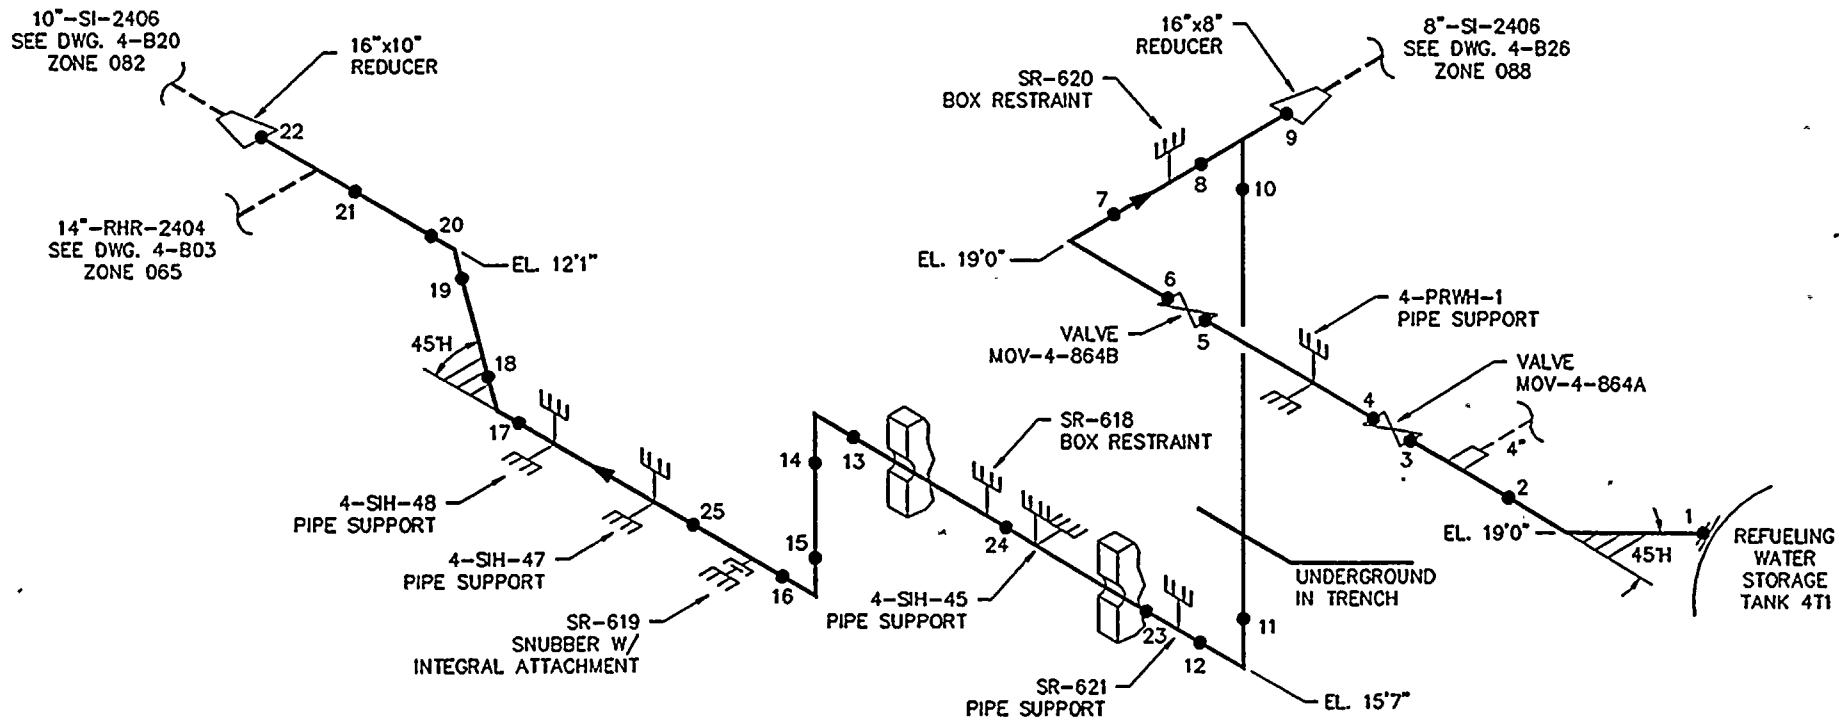 10"-SI-2406
SEE DWG. 4-B20
ZONE 082
16"x10"
REDUCER
22
21
20
14"-RHR-2404
SEE DWG. 4-B03
ZONE 065
EL. 12'1"
19
45°H
18
17
4-SIH-48
PIPE SUPPORT
4-SIH-47
PIPE SUPPORT
25
SR-619
SNUBBER W/
INTEGRAL ATTACHMENT
16
15
14
13
SR-618
BOX RESTRAINT
24
4-SIH-45
PIPE SUPPORT
23
12
SR-621
PIPE SUPPORT
EL. 15'7"
11
UNDERGROUND
IN TRENCH
10
16"x8"
REDUCER
8"-SI-2406
SEE DWG. 4-B26
ZONE 088
SR-620
BOX RESTRAINT
9
8
7
EL. 19'0"
6
5
VALVE
MOV-4-864B
4-PRWH-1
PIPE SUPPORT
VALVE
MOV-4-864A
4
3
4"
2
1
EL. 19'0"
45°H
REFUELING
WATER
STORAGE
TANK 4T1